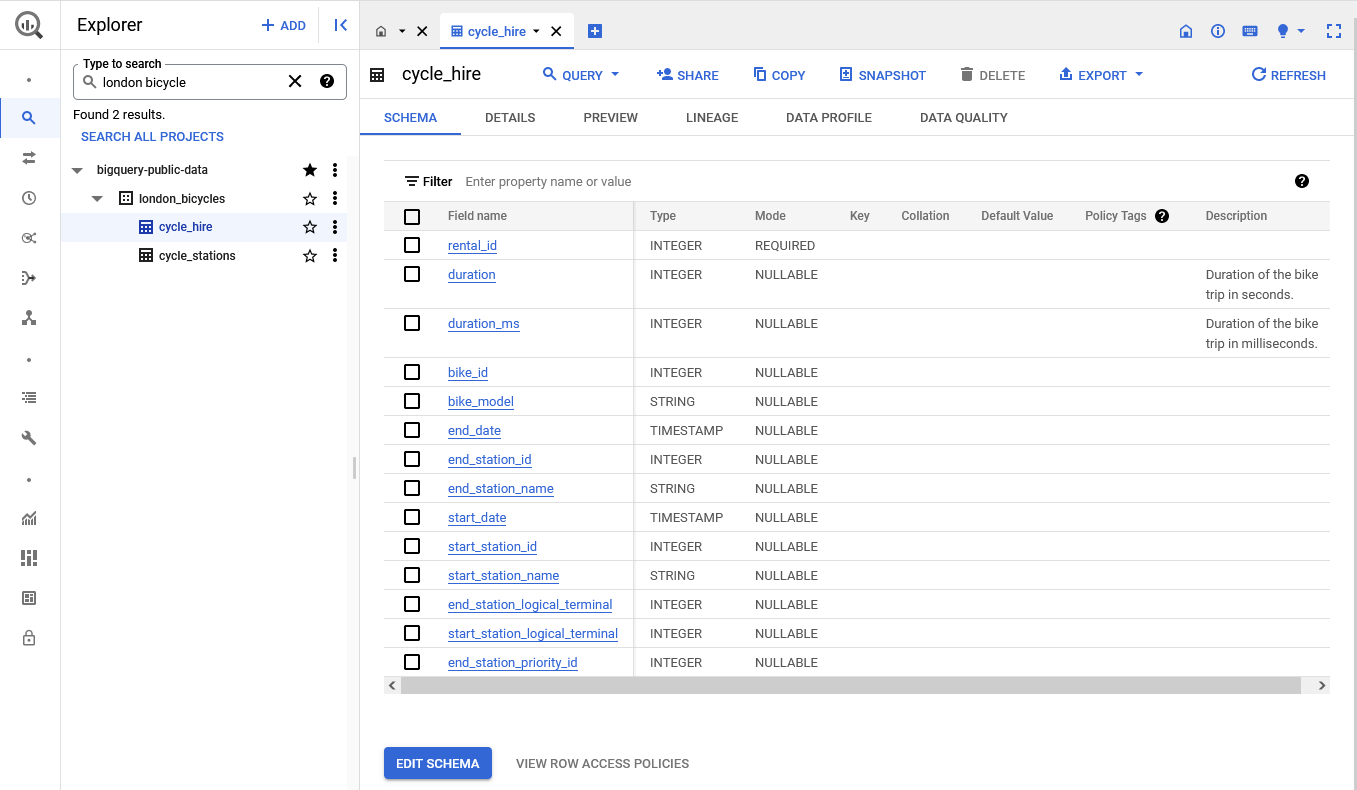 Explorer
ADD
Type to search
london bicycle
Found 2 results.
SEARCH ALL PROJECTS
bigquery-public-data
london_bicycles
cycle_hire
cycle_stations
cycle_hire
cycle_hire
QUERY
SHARE
COPY
SNAPSHOT
DELETE
EXPORT
REFRESH
SCHEMA DETAILS PREVIEW LINEAGE DATA PROFILE DATA QUALITY
Filter Enter property name or value
Field name Type Mode Key Collation Default Value Policy Tags Description
rental_id INTEGER REQUIRED
duration INTEGER NULLABLE Duration of the bike
trip in seconds.
duration_ms INTEGER NULLABLE Duration of the bike
trip in milliseconds.
bike_id INTEGER NULLABLE
bike_model STRING NULLABLE
end_date TIMESTAMP NULLABLE
end_station_id INTEGER NULLABLE
end_station_name STRING NULLABLE
start_date TIMESTAMP NULLABLE
start_station_id INTEGER NULLABLE
start_station_name STRING NULLABLE
end_station_logical_terminal INTEGER NULLABLE
start_station_logical_terminal INTEGER NULLABLE
end_station_priority_id INTEGER NULLABLE
EDIT SCHEMA VIEW ROW ACCESS POLICIES